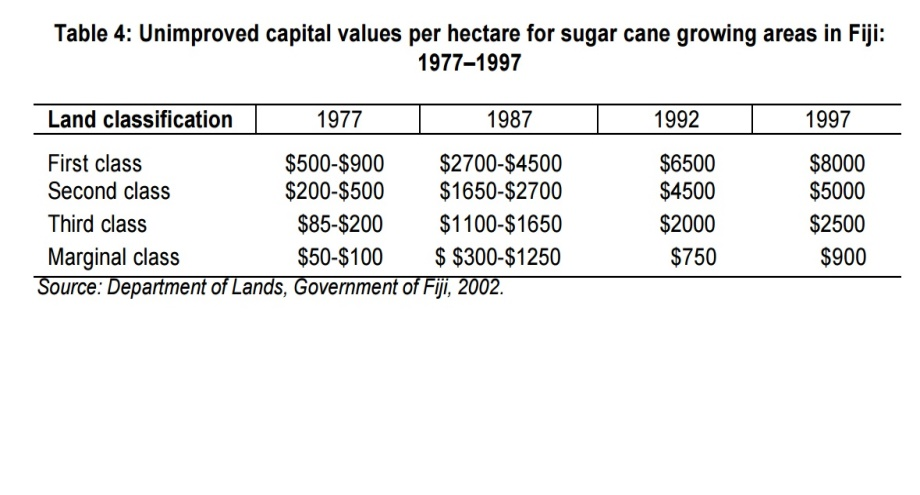 Table 4: Unimproved capital values per hectare for sugar cane growing areas in Fiji:
1977–1997
Land classification 1977 1987 1992 1997
First class $500-$900 $2700-$4500 $6500 $8000
Second class $200-$500 $1650-$2700 $4500 $5000
Third class $85-$200 $1100-$1650 $2000 $2500
Marginal class $50-$100 $ $300-$1250 $750 $900
Source: Department of Lands, Government of Fiji, 2002.